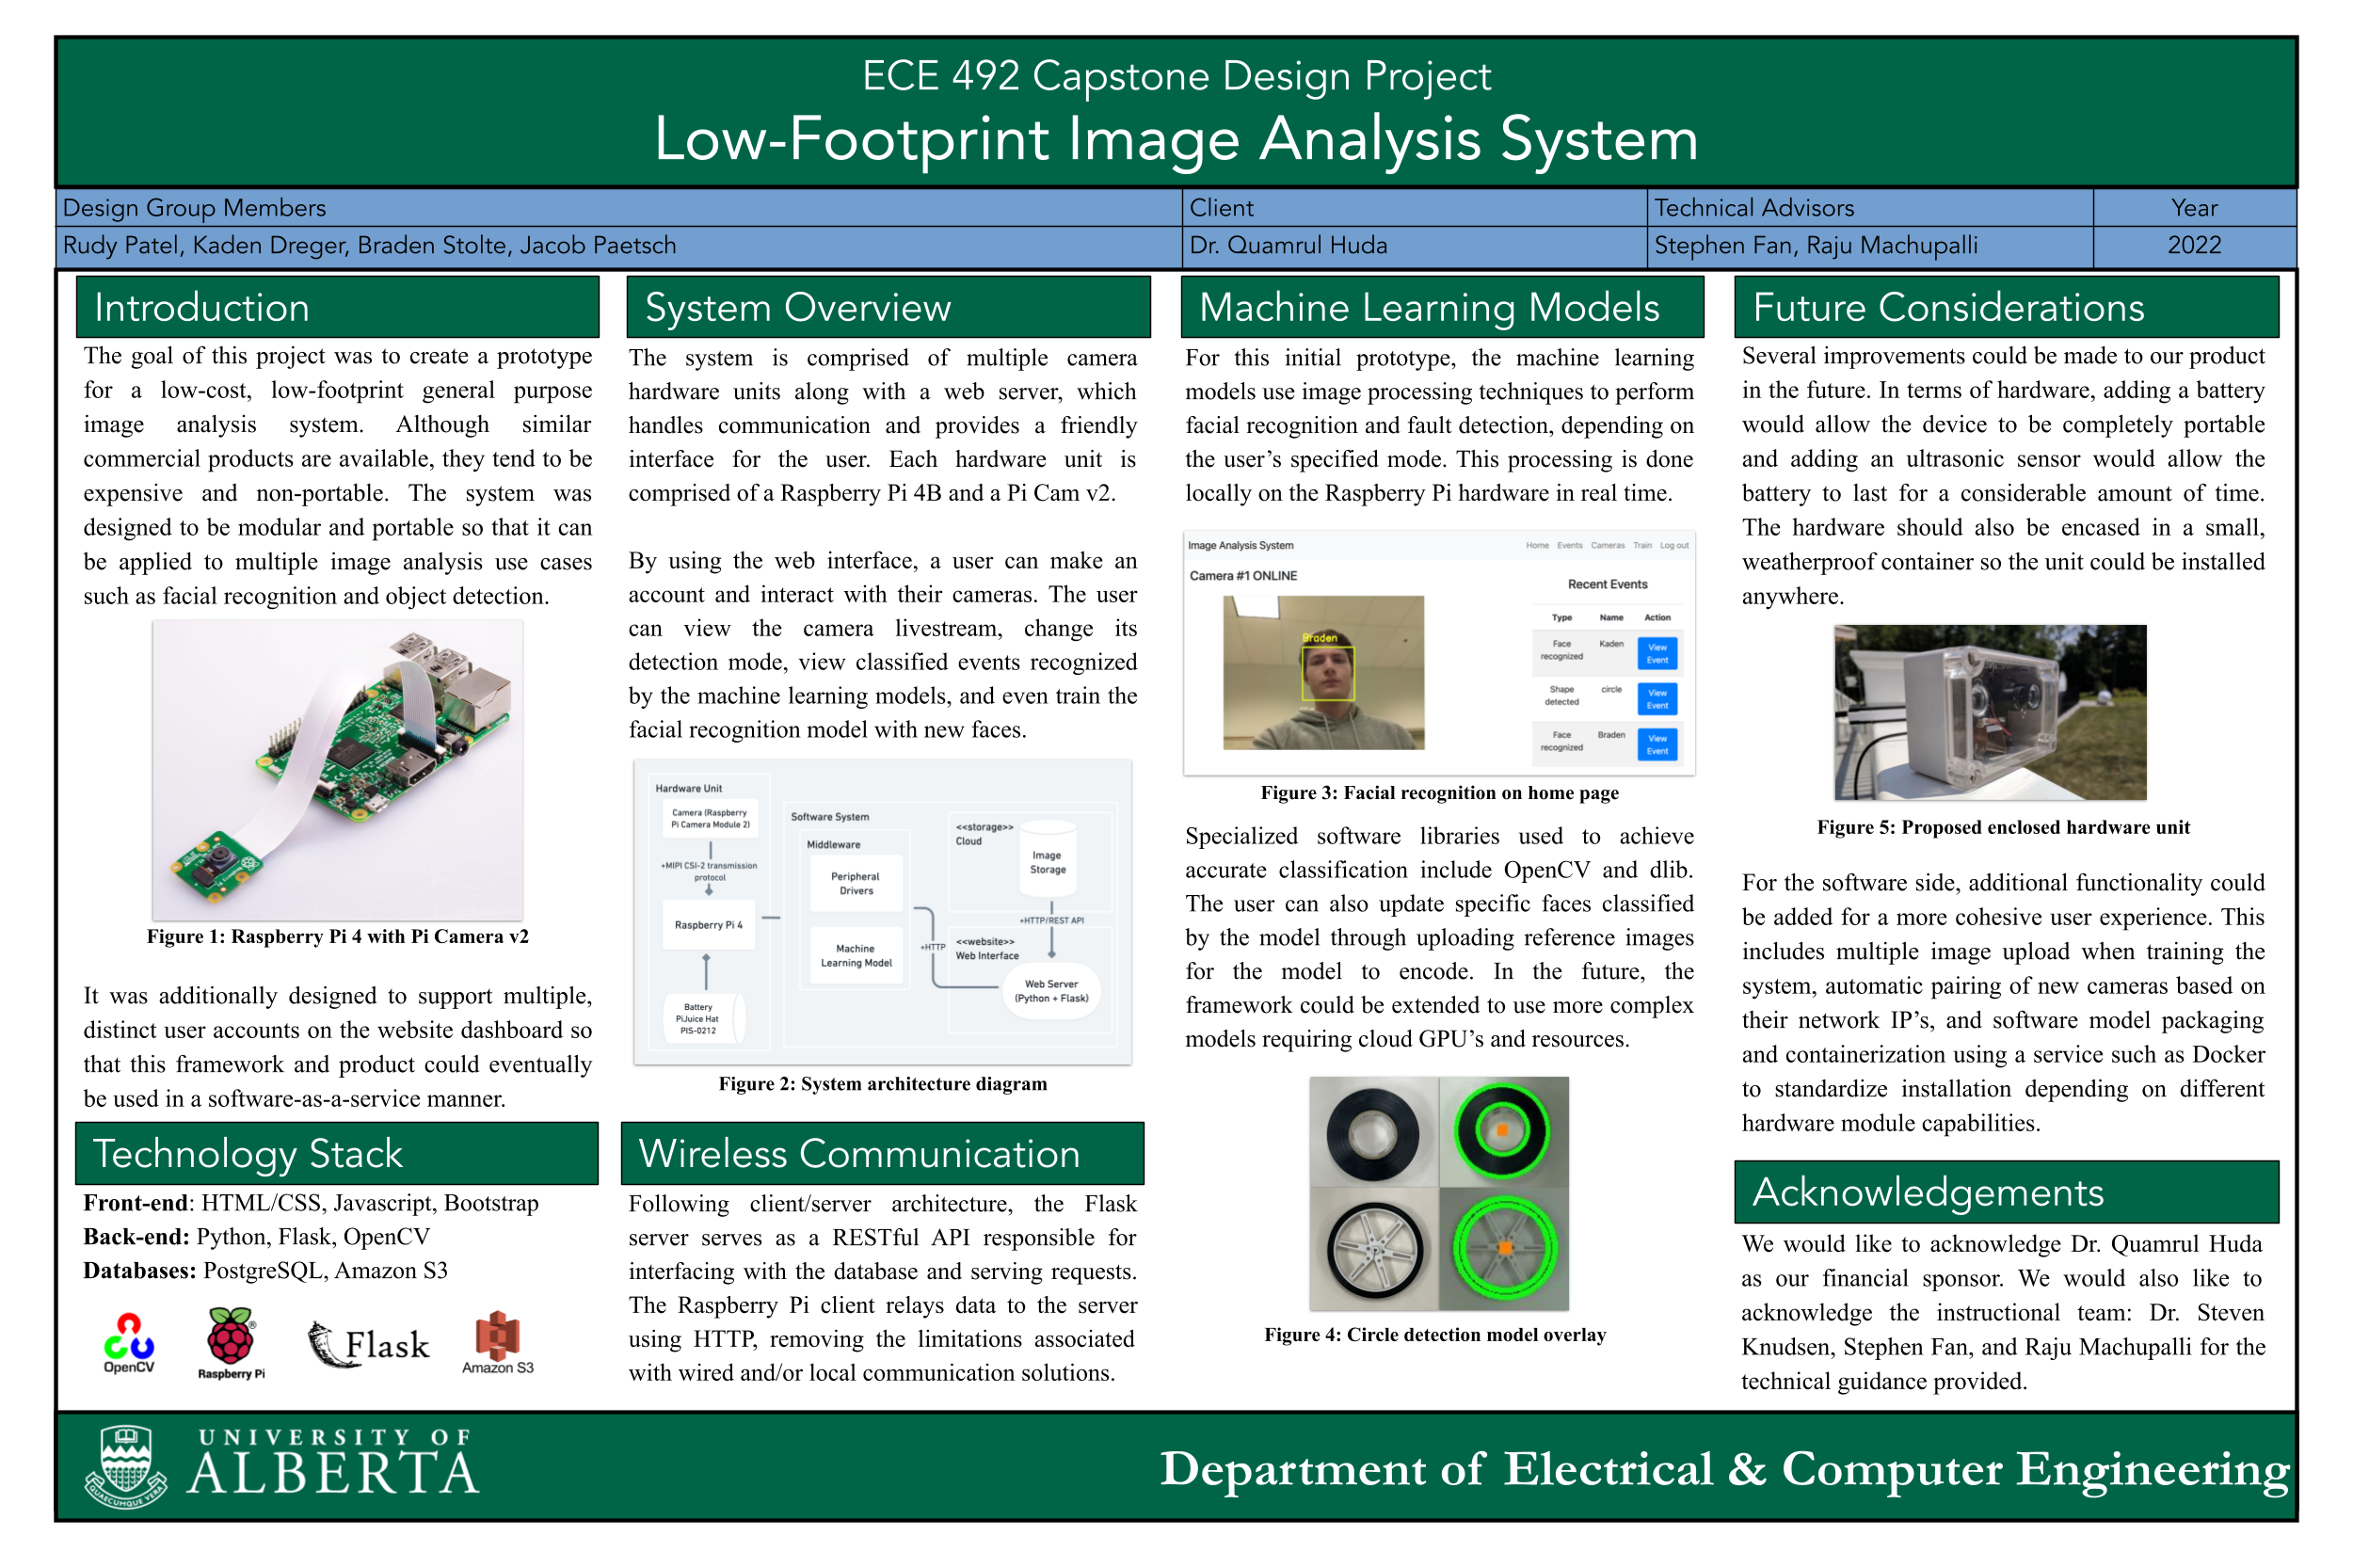 ECE 492 Capstone Design Project
Low-Footprint Image Analysis System
Design Group Members
Client
Technical Advisors
Year
Rudy Patel, Kaden Dreger, Braden Stolte, Jacob Paetsch
Dr. Quamrul Huda
Stephen Fan, Raju Machupalli
2022
Introduction
The goal of this project was to create a prototype
for a low-cost, low-footprint general purpose
image analysis system. Although similar
commercial products are available, they tend to be
expensive and non-portable. The system was
designed to be modular and portable so that it can
be applied to multiple image analysis use cases
such as facial recognition and object detection.
Figure 1: Raspberry Pi 4 with Pi Camera v2
It was additionally designed to support multiple,
distinct user accounts on the website dashboard so
that this framework and product could eventually
be used in a software-as-a-service manner.
Technology Stack
Front-end: HTML/CSS, Javascript, Bootstrap
Back-end: Python, Flask, OpenCV
Databases: PostgreSQL, Amazon S3
OpenCV
Raspberry Pi
Flask
Amazon S3
System Overview
The system is comprised of multiple camera
hardware units along with a web server, which
handles communication and provides a friendly
interface for the user. Each hardware unit is
comprised of a Raspberry Pi 4B and a Pi Cam v2.
By using the web interface, a user can make an
account and interact with their cameras. The user
can view the camera livestream, change its
detection mode, view classified events recognized
by the machine learning models, and even train the
facial recognition model with new faces.
Hardware Unit
Camera (Raspberry
Pi Camera Module 2)
+MIPI CSI-2 transmission
protocol
Raspberry Pi 4
Battery
PiJuice Hat
PIS-0212
Software System
Middleware
Peripheral
Drivers
Machine
Learning Model
+HTTP
<<storage>>
Cloud
Image
Storage
+HTTP/REST API
<<website>>
Web Interface
Web Server
(Python + Flask)
Figure 2: System architecture diagram
Wireless Communication
Following client/server architecture, the Flask
server serves as a RESTful API responsible for
interfacing with the database and serving requests.
The Raspberry Pi client relays data to the server
using HTTP, removing the limitations associated
with wired and/or local communication solutions.
Machine Learning Models
For this initial prototype, the machine learning
models use image processing techniques to perform
facial recognition and fault detection, depending on
the user's specified mode. This processing is done
locally on the Raspberry Pi hardware in real time.
Image Analysis System
Home Events Cameras Train Log out
Camera #1 ONLINE
Braden
Recent Events
Type Name Action
Face
recognized
Kaden
View
Event
Shape
detected
circle
View
Event
Face
recognized
Braden
View
Event
Figure 3: Facial recognition on home page
Specialized software libraries used to achieve
accurate classification include OpenCV and dlib.
The user can also update specific faces classified
by the model through uploading reference images
for the model to encode. In the future, the
framework could be extended to use more complex
models requiring cloud GPU's and resources.
Figure 4: Circle detection model overlay
Future Considerations
Several improvements could be made to our product
in the future. In terms of hardware, adding a battery
would allow the device to be completely portable
and adding an ultrasonic sensor would allow the
battery to last for a considerable amount of time.
The hardware should also be encased in a small,
weatherproof container so the unit could be installed
anywhere.
Figure 5: Proposed enclosed hardware unit
For the software side, additional functionality could
be added for a more cohesive user experience. This
includes multiple image upload when training the
system, automatic pairing of new cameras based on
their network IP's, and software model packaging
and containerization using a service such as Docker
to standardize installation depending on different
hardware module capabilities.
Acknowledgements
We would like to acknowledge Dr. Quamrul Huda
as our financial sponsor. We would also like to
acknowledge the instructional team: Dr. Steven
Knudsen, Stephen Fan, and Raju Machupalli for the
technical guidance provided.
QUAECUMQUE VERA
UNIVERSITY OF
ALBERTA
Department of Electrical & Computer Engineering